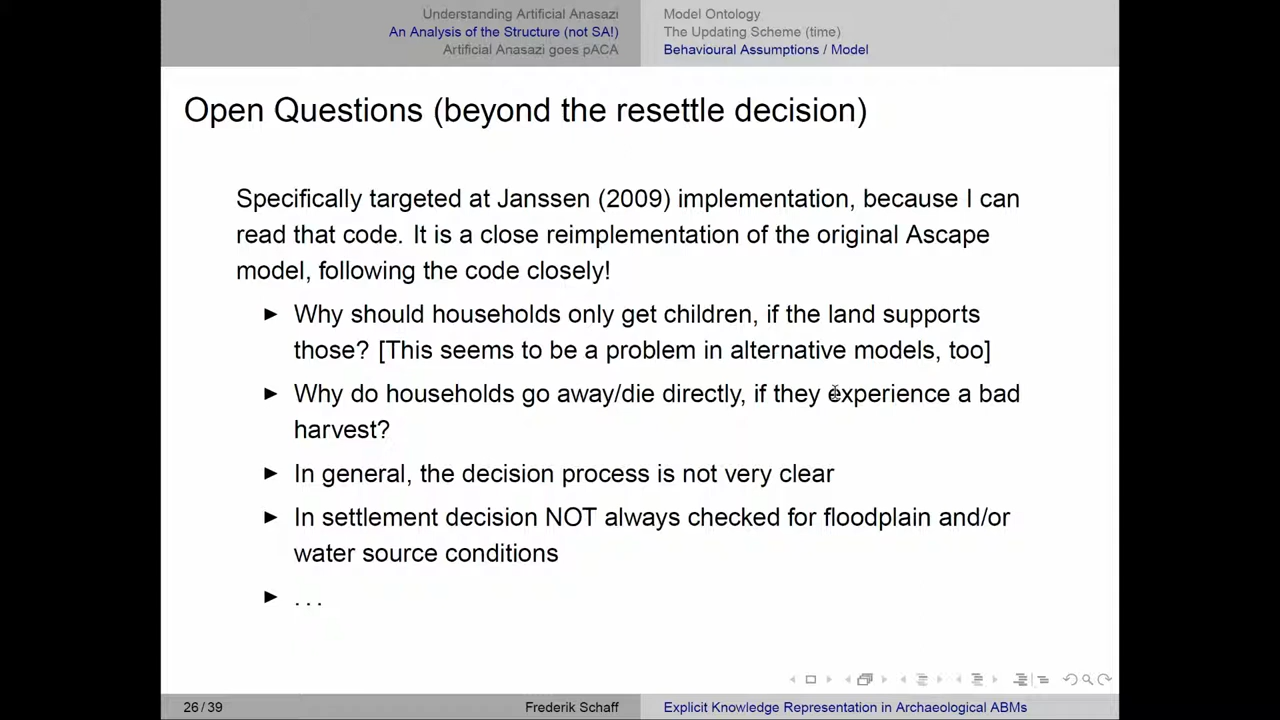 Understanding Artificial Anasazi
An Analysis of the Structure (not SA!)
Artificial Anasazi goes pACA
Model Ontology
The Updating Scheme (time)
Behavioural Assumptions / Model
Open Questions (beyond the resettle decision)
Specifically targeted at Janssen (2009) implementation, because I can
read that code. It is a close reimplementation of the original Ascape
model, following the code closely!
► Why should households only get children, if the land supports
those? [This seems to be a problem in alternative models, too]
► Why do households go away/die directly, if they experience a bad
harvest?
► In general, the decision process is not very clear
► In settlement decision NOT always checked for floodplain and/or
water source conditions
► . . .
26 / 39
Frederik Schaff
Explicit Knowledge Representation in Archaeological ABMs